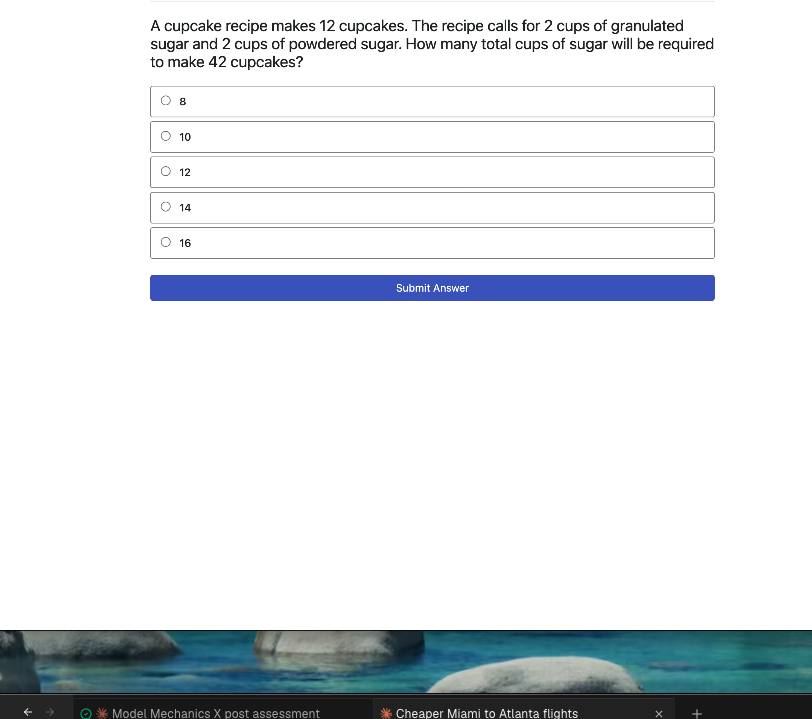 A cupcake recipe makes 12 cupcakes. The recipe calls for 2 cups of granulated
sugar and 2 cups of powdered sugar. How many total cups of sugar will be required
to make 42 cupcakes?
8
10
12
14
16
Submit Answer
Model Mechanics X post assessment
Cheaper Miami to Atlanta flights